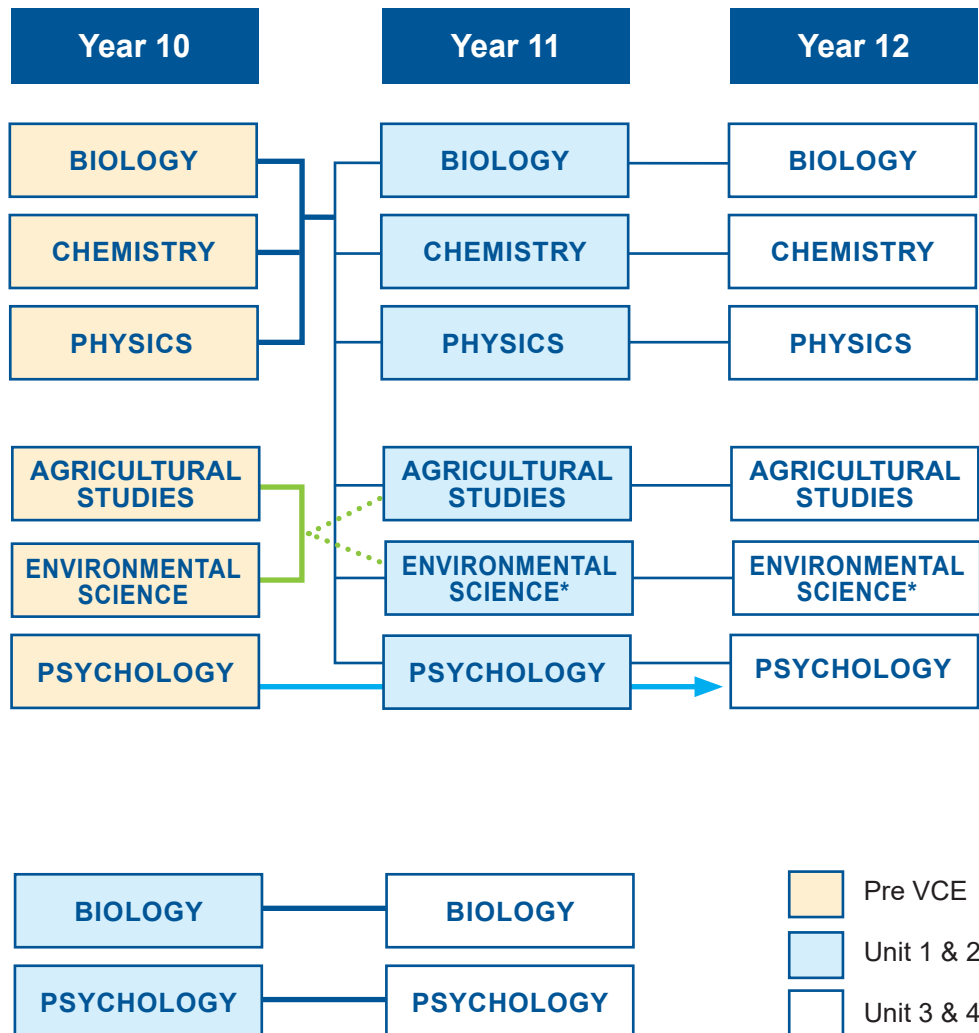 Year 10
Year 11
Year 12
BIOLOGY
BIOLOGY
BIOLOGY
CHEMISTRY
CHEMISTRY
CHEMISTRY
PHYSICS
PHYSICS
PHYSICS
AGRICULTURAL
STUDIES
AGRICULTURAL
STUDIES
AGRICULTURAL
STUDIES
ENVIRONMENTAL
SCIENCE
ENVIRONMENTAL
SCIENCE*
ENVIRONMENTAL
SCIENCE*
PSYCHOLOGY
PSYCHOLOGY
PSYCHOLOGY
BIOLOGY
BIOLOGY
Pre VCE
Unit 1 & 2
PSYCHOLOGY
PSYCHOLOGY
Unit 3 & 4